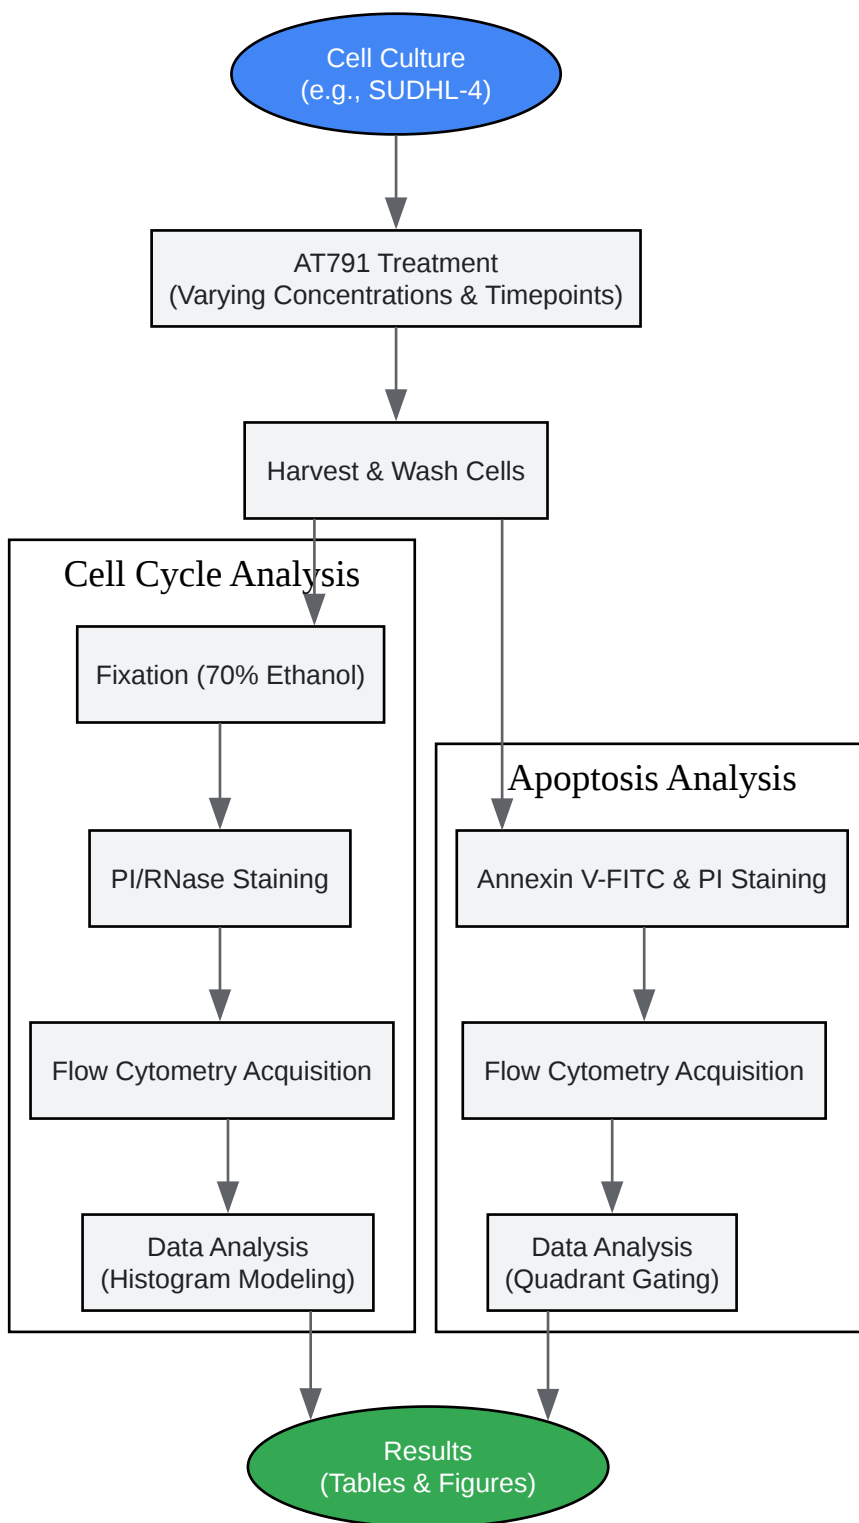 Cell Culture
(e.g., SUDHL-4)
AT791 Treatment
(Varying Concentrations & Timepoints)
Harvest & Wash Cells
Cell Cycle Analysis
Fixation (70% Ethanol)
PI/RNase Staining
Flow Cytometry Acquisition
Data Analysis
(Histogram Modeling)
Apoptosis Analysis
Annexin V-FITC & PI Staining
Flow Cytometry Acquisition
Data Analysis
(Quadrant Gating)
Results
(Tables & Figures)